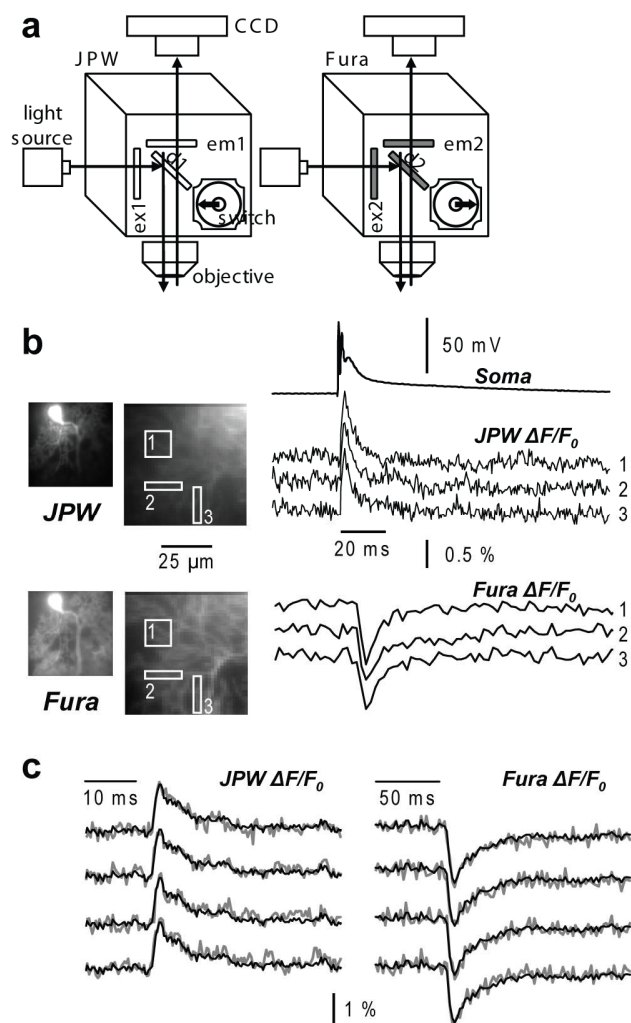 a
CCD
JPW
Fura
light
source
em1
em2
d1
d2
ex1
ex2
switch
objective
b
50 mV
Soma
JPW ΔF/F0
1
2
3
20 ms
0.5 %
1
2
3
JPW
25 µm
Fura ΔF/F0
1
2
3
1
2
3
Fura
c
10 ms
JPW ΔF/F0
50 ms
Fura ΔF/F0
1 %